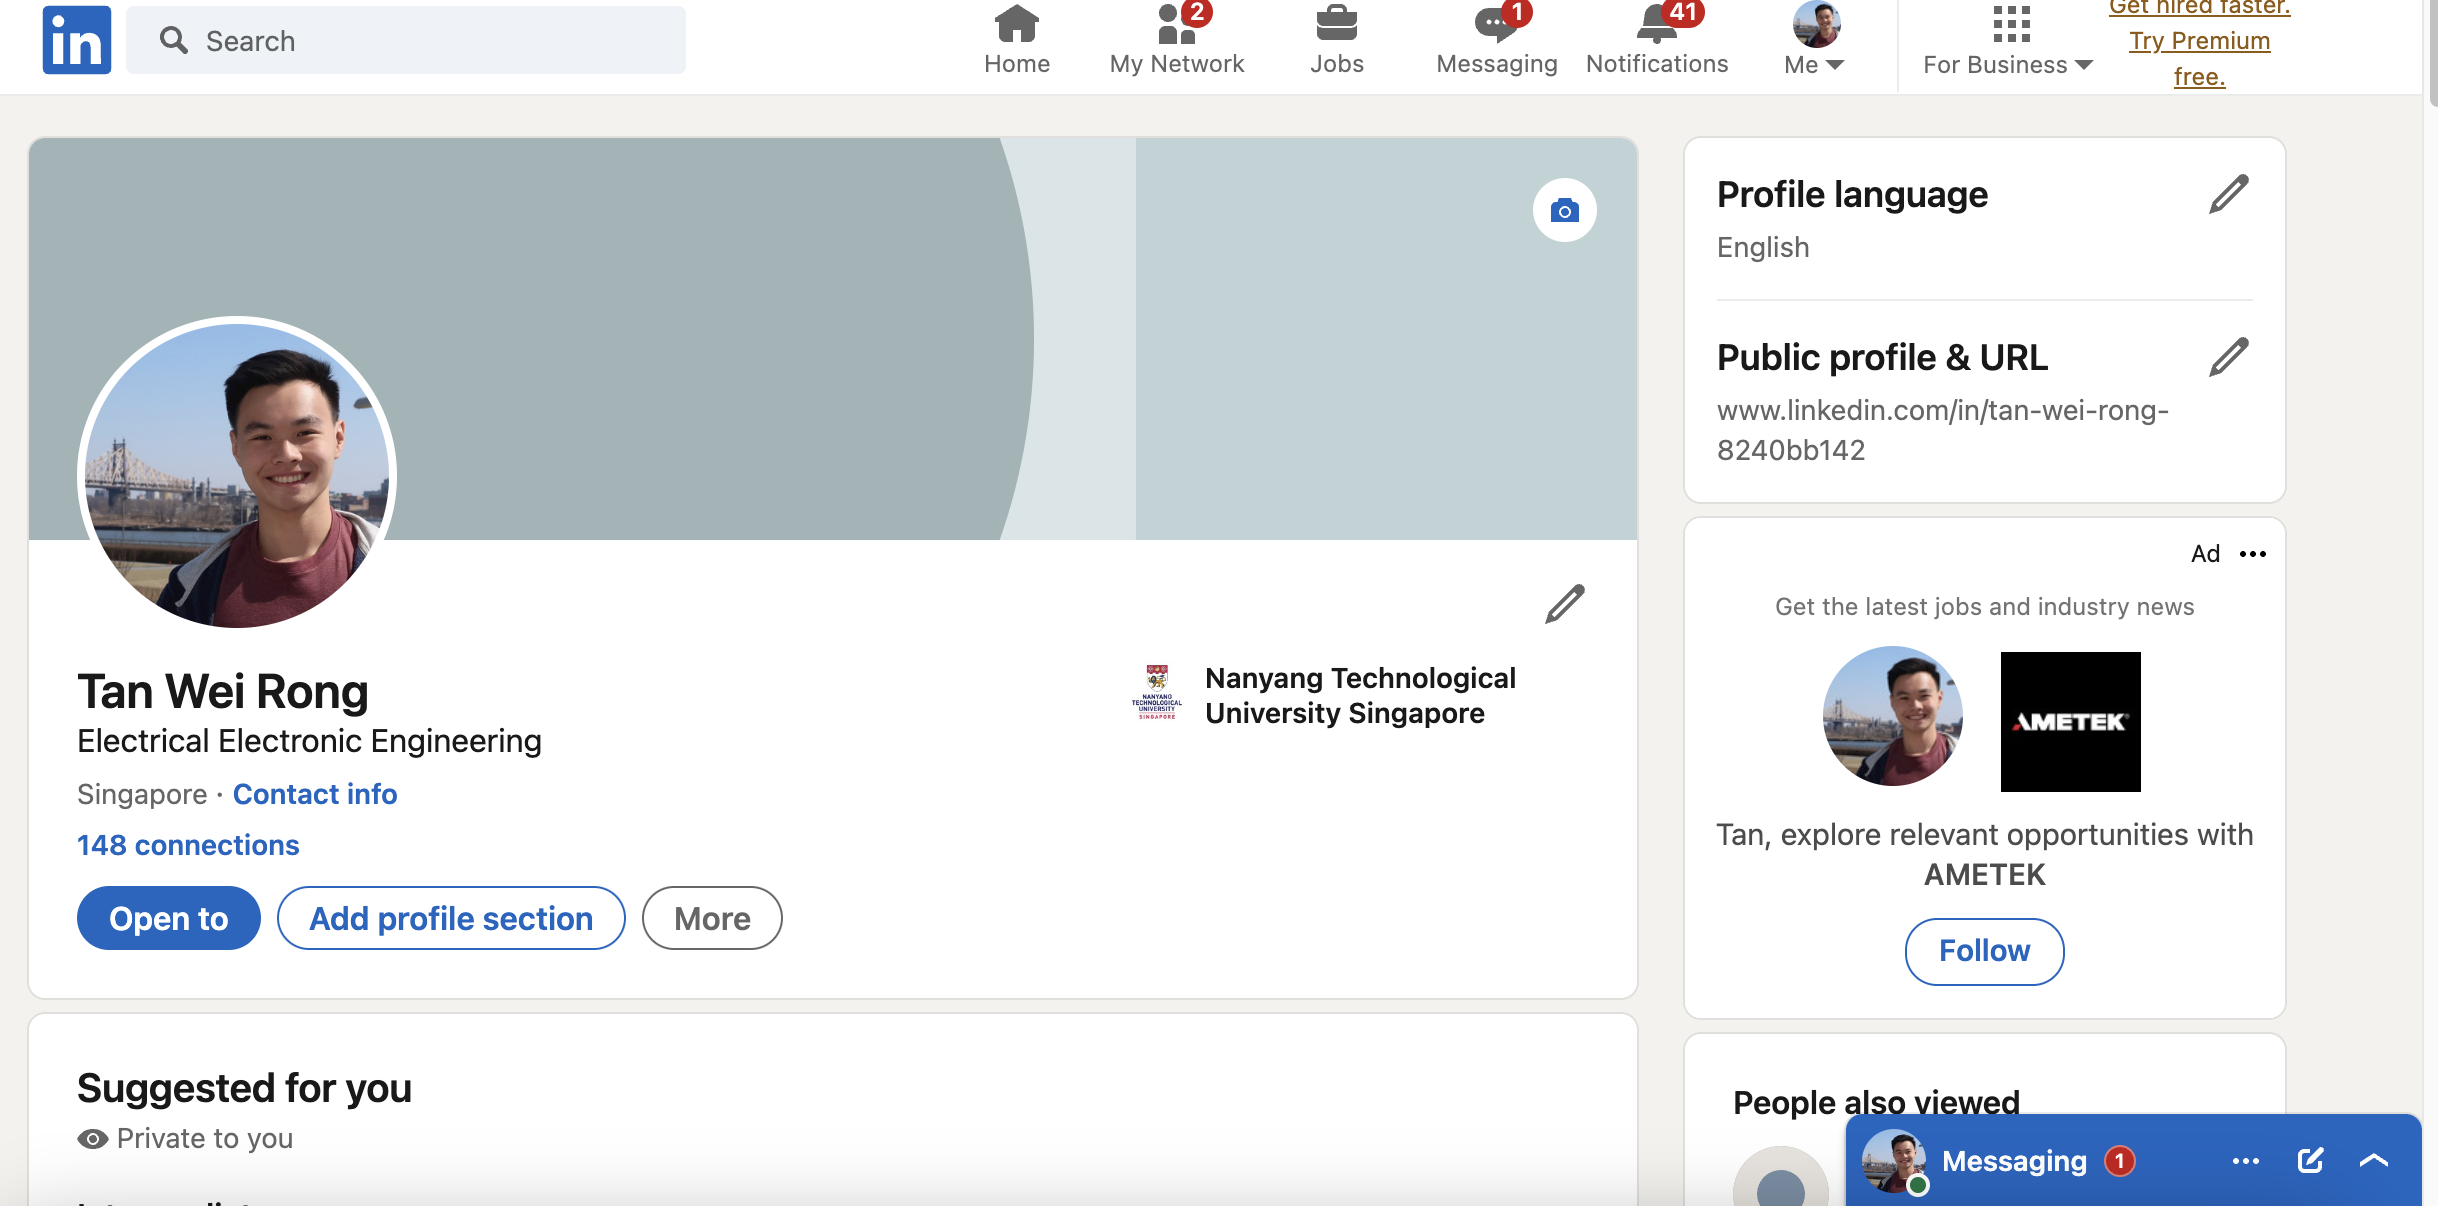 in
Search
Home
2
My Network
Jobs
1
Messaging
41
Notifications
Me
For Business
Get hired faster.
Try Premium
free.
Profile language
English
Public profile & URL
www.linkedin.com/in/tan-wei-rong-
8240bb142
Tan Wei Rong
Electrical Electronic Engineering
Singapore · Contact info
148 connections
Open to
Add profile section
More
NANYANG
TECHNOLOGICAL
UNIVERSITY
SINGAPORE
Nanyang Technological
University Singapore
Ad
Get the latest jobs and industry news
AMETEK
Tan, explore relevant opportunities with
AMETEK
Follow
Suggested for you
Private to you
People also viewed
Messaging 1